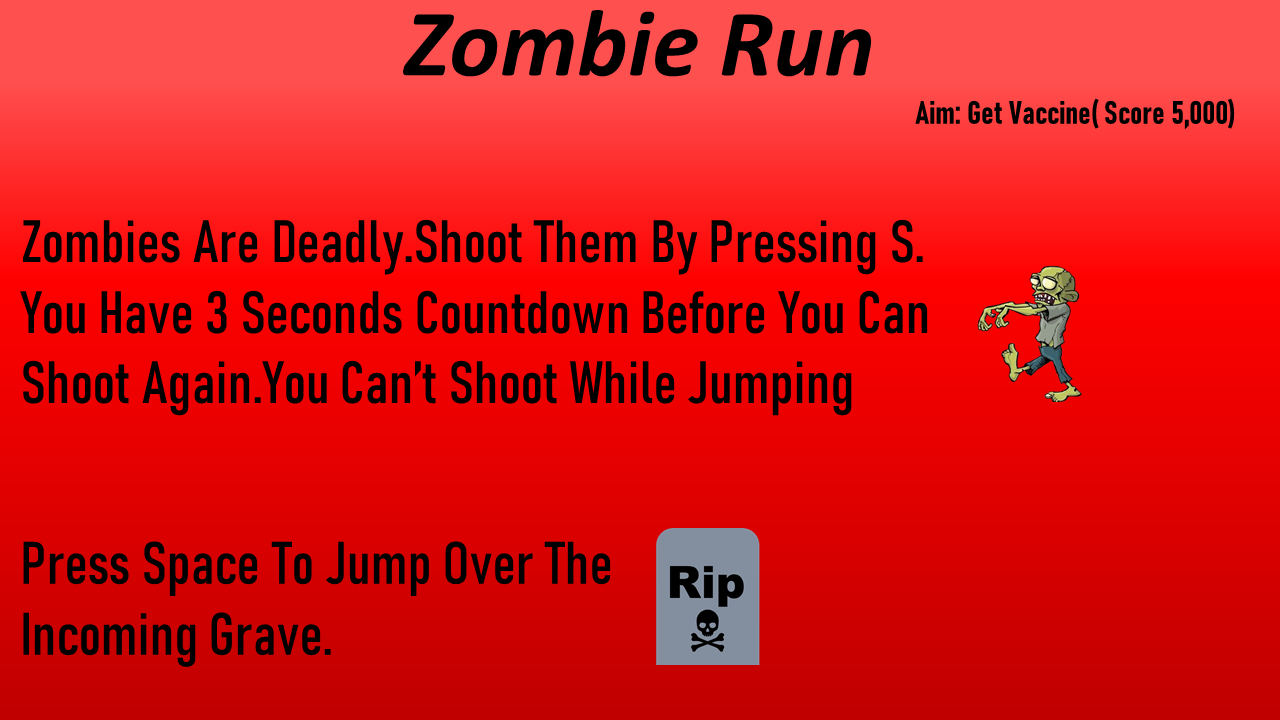 Zombie Run
Aim: Get Vaccine( Score 5,000)
Zombies Are Deadly.Shoot Them By Pressing S.
You Have 3 Seconds Countdown Before You Can
Shoot Again.You Can’t Shoot While Jumping
Press Space To Jump Over The
Incoming Grave.
Rip